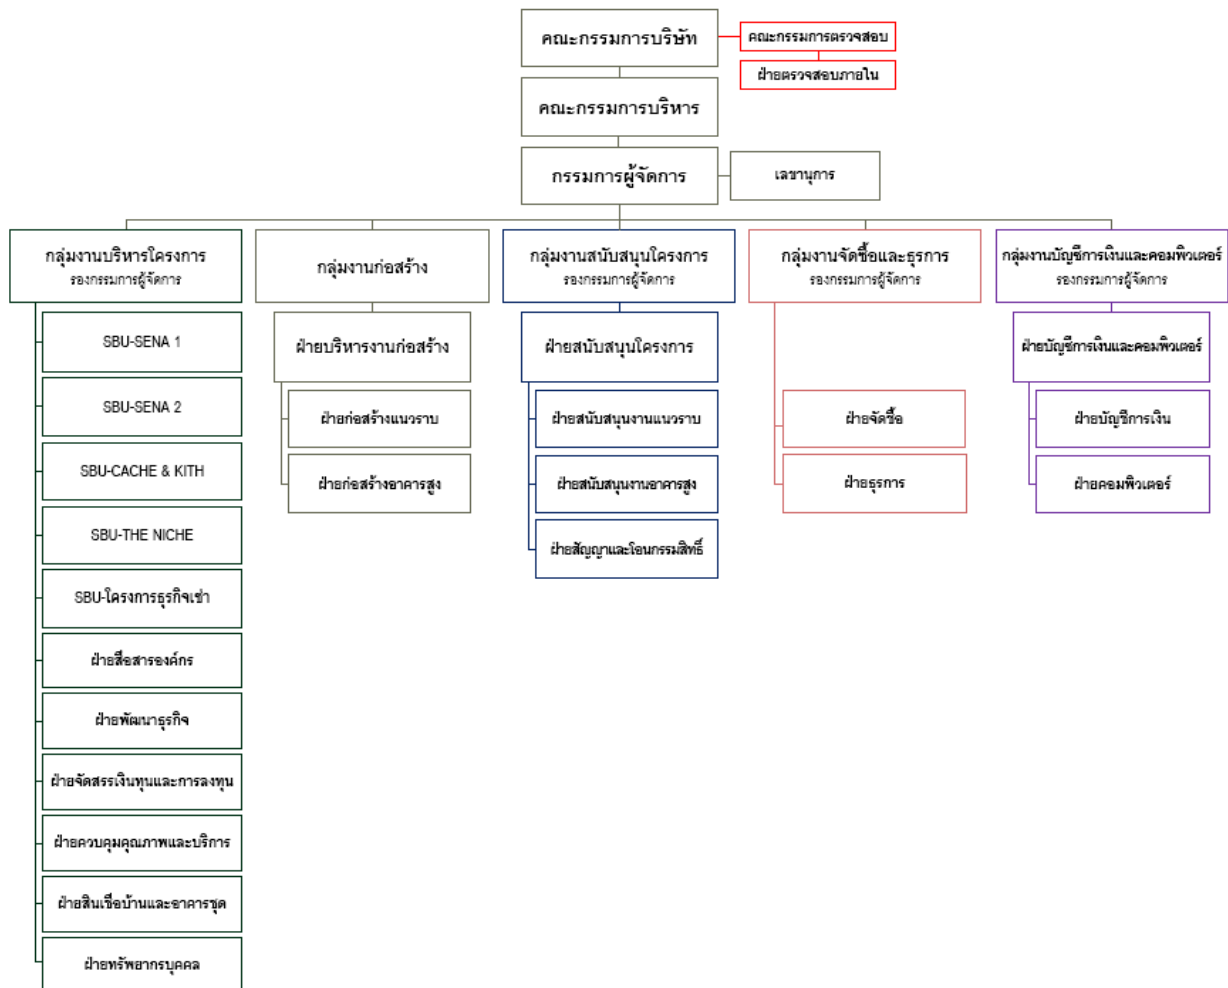 คณะกรรมการบริษัท
คณะกรรมการตรวจสอบ
ฝ่ายตรวจสอบภายใน
คณะกรรมการบริหาร
กรรมการผู้จัดการ
เลขานุการ
กลุ่มงานบริหารโครงการ
รองกรรมการผู้จัดการ
SBU-SENA 1
SBU-SENA 2
SBU-CACHE & KITH
SBU-THE NICHE
SBU-โครงการธุรกิจเช่า
ฝ่ายสื่อสารองค์กร
ฝ่ายพัฒนาธุรกิจ
ฝ่ายจัดสรรเงินทุนและการลงทุน
ฝ่ายควบคุมคุณภาพและบริการ
ฝ่ายสินเชื่อบ้านและอาคารชุด
ฝ่ายทรัพยากรบุคคล
กลุ่มงานก่อสร้าง
ฝ่ายบริหารงานก่อสร้าง
ฝ่ายก่อสร้างแนวราบ
ฝ่ายก่อสร้างอาคารสูง
กลุ่มงานสนับสนุนโครงการ
รองกรรมการผู้จัดการ
ฝ่ายสนับสนุนโครงการ
ฝ่ายสนับสนุนงานแนวราบ
ฝ่ายสนับสนุนงานอาคารสูง
ฝ่ายสัญญาและโอนกรรมสิทธิ์
กลุ่มงานจัดซื้อและธุรการ
รองกรรมการผู้จัดการ
ฝ่ายจัดซื้อ
ฝ่ายธุรการ
กลุ่มงานบัญชีการเงินและคอมพิวเตอร์
รองกรรมการผู้จัดการ
ฝ่ายบัญชีการเงินและคอมพิวเตอร์
ฝ่ายบัญชีการเงิน
ฝ่ายคอมพิวเตอร์